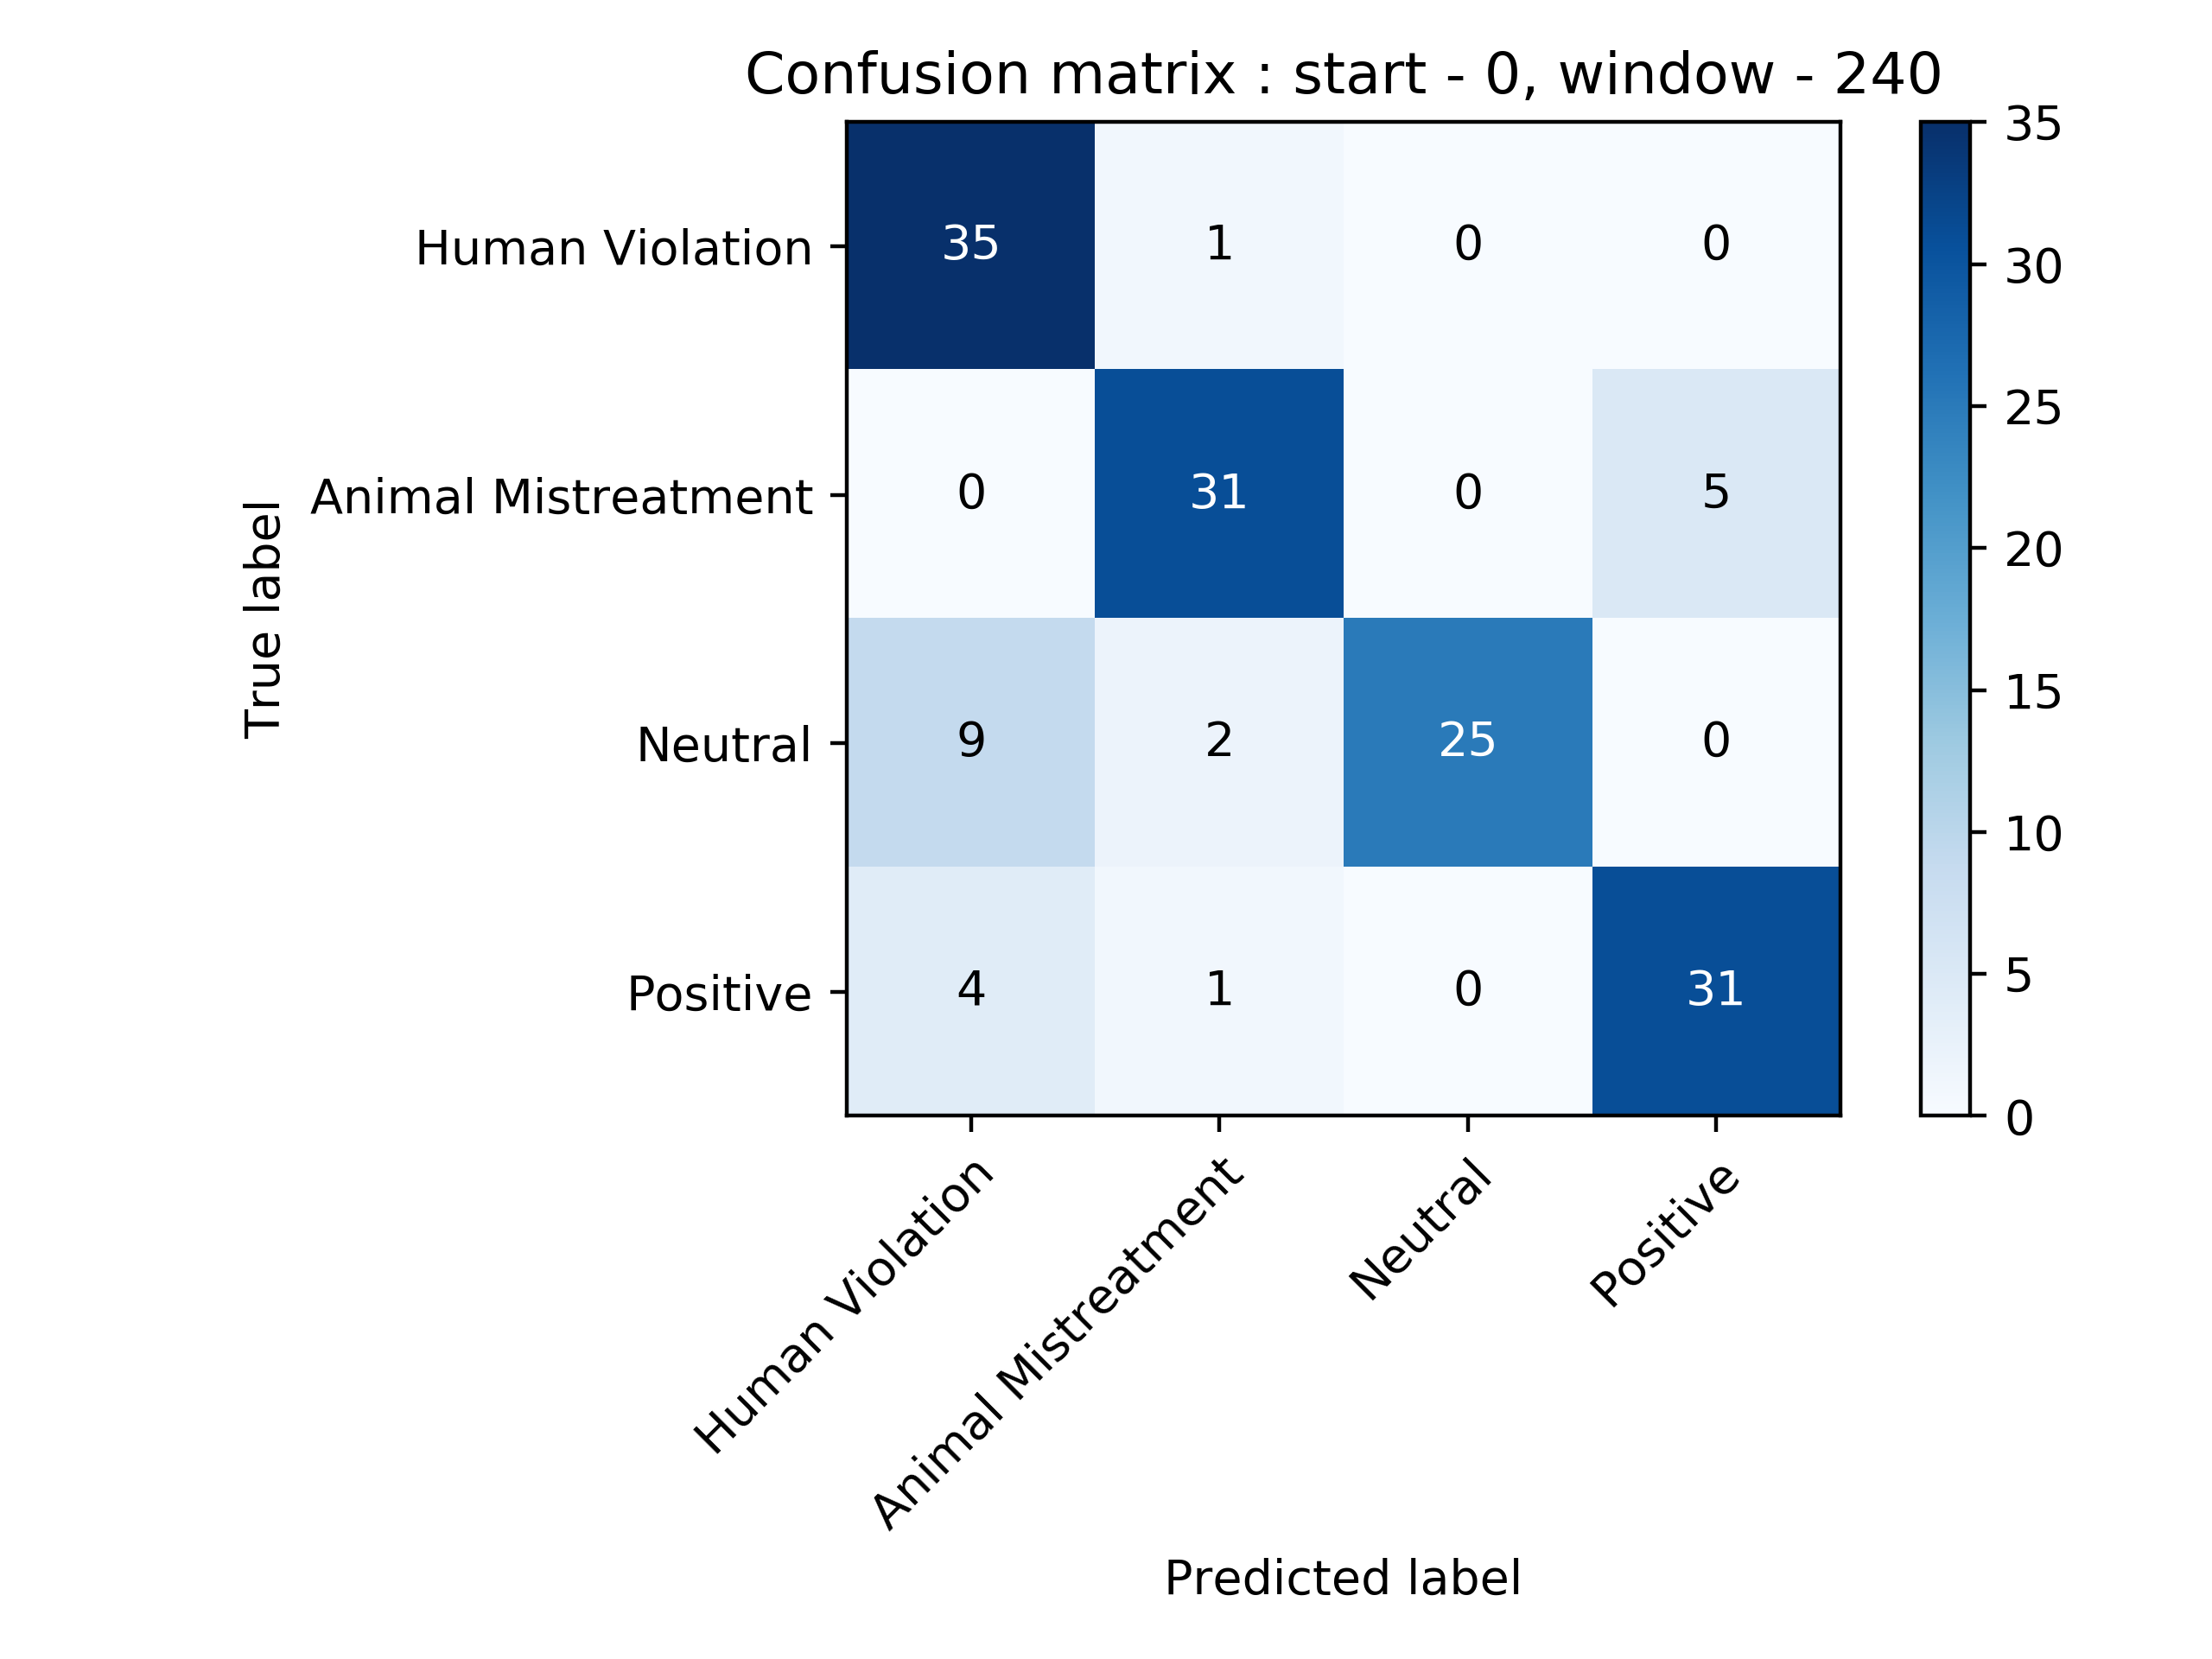 Confusion matrix : start - 0, window - 240
True label
Human Violation 35 1 0 0
Animal Mistreatment 0 31 0 5
Neutral 9 2 25 0
Positive 4 1 0 31
Human Violation
Animal Mistreatment
Neutral
Positive
Predicted label
35
30
25
20
15
10
5
0